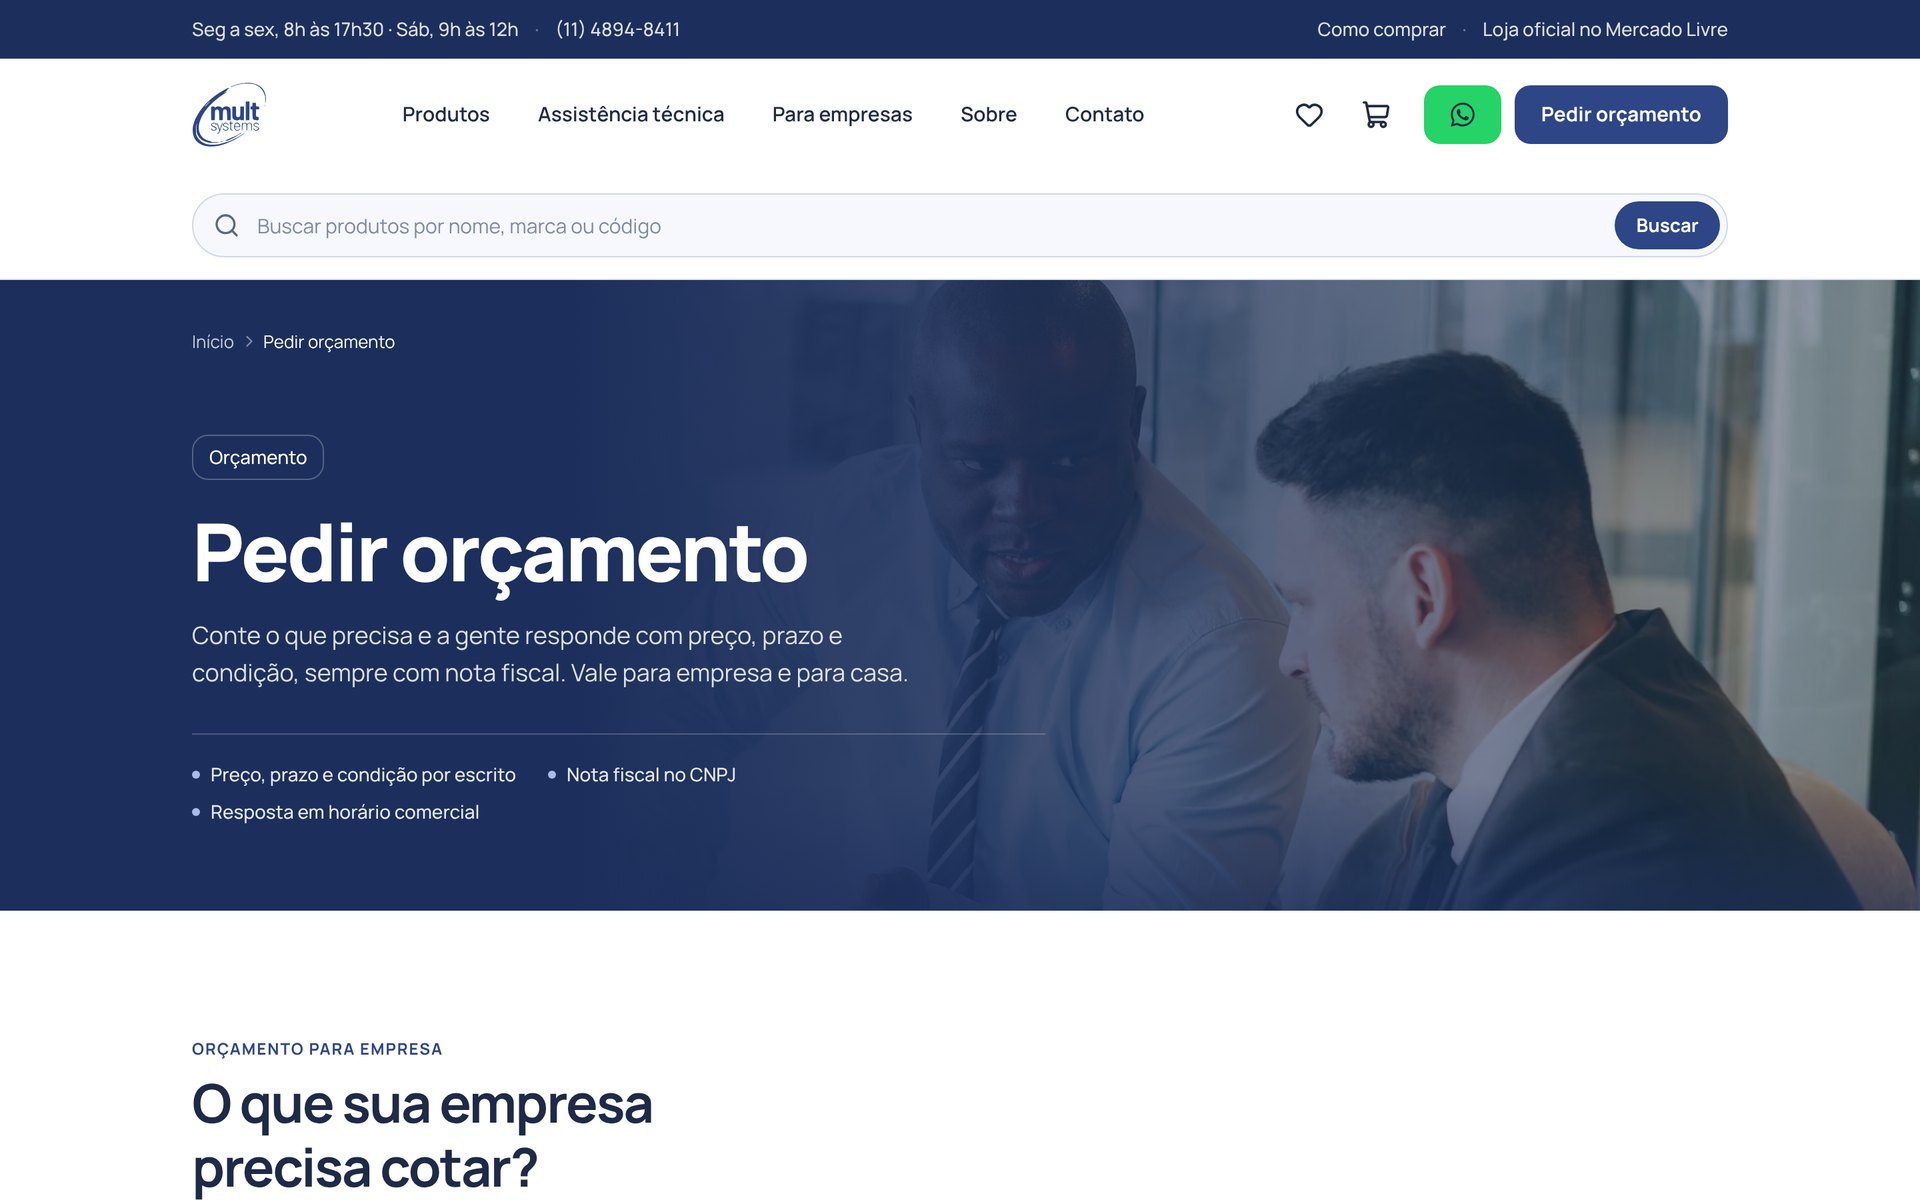 Seg a sex, 8h às 17h30 · Sáb, 9h às 12h · (11) 4894-8411
Como comprar · Loja oficial no Mercado Livre
mult
systems
Produtos
Assistência técnica
Para empresas
Sobre
Contato
Pedir orçamento
Buscar produtos por nome, marca ou código
Buscar
Início > Pedir orçamento
Orçamento
Pedir orçamento
Conte o que precisa e a gente responde com preço, prazo e
condição, sempre com nota fiscal. Vale para empresa e para casa.
Preço, prazo e condição por escrito
Nota fiscal no CNPJ
Resposta em horário comercial
ORÇAMENTO PARA EMPRESA
O que sua empresa
precisa cotar?